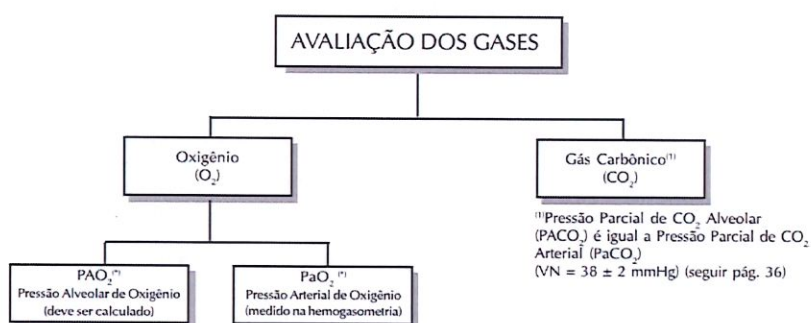 AVALIAÇÃO DOS GASES
Oxigênio
(O₂)
Gás Carbônico⁽¹⁾
(CO₂)
⁽¹⁾Pressão Parcial de CO₂ Alveolar
(PACO₂) é igual a Pressão Parcial de CO₂
Arterial (PaCO₂)
(VN = 38 ± 2 mmHg) (seguir pág. 36)
PAO₂⁽*⁾
Pressão Alveolar de Oxigênio
(deve ser calculado)
PaO₂⁽*⁾
Pressão Arterial de Oxigênio
(medido na hemogasometria)